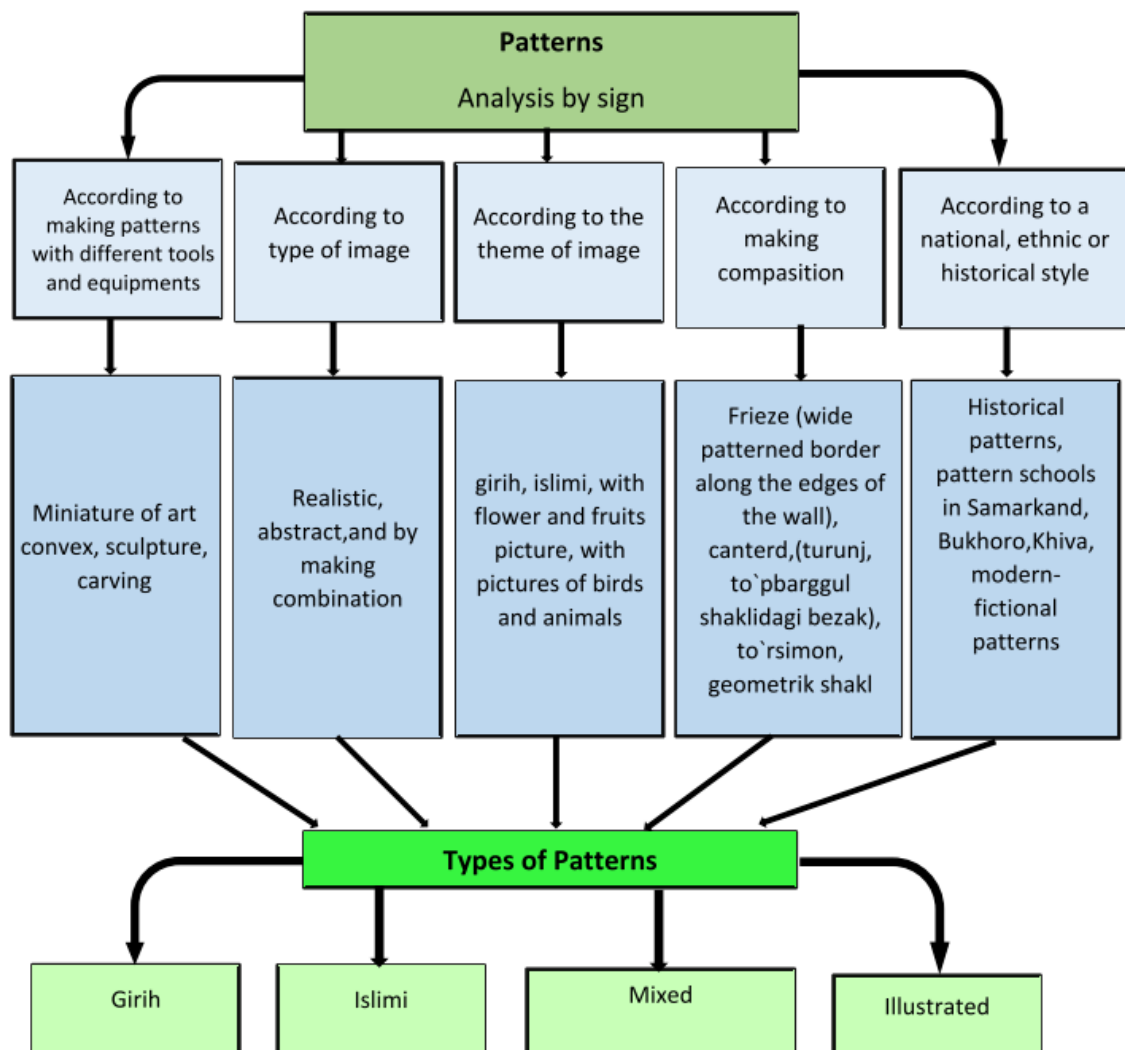 Patterns
Analysis by sign
According to
making patterns
with different tools
and equipments
According to
type of image
According to the
theme of image
According to
making
compasition
According to a
national, ethnic or
historical style
Miniature of art
convex, sculpture,
carving
Realistic,
abstract,and by
making
combination
girih, islimi, with
flower and fruits
picture, with
pictures of birds
and animals
Frieze (wide
patterned border
along the edges of
the wall),
canterd,(turunj,
to`pbarggul
shaklidagi bezak),
to`rsimon,
geometrik shakl
Historical
patterns,
pattern schools
in Samarkand,
Bukhoro,Khiva,
modern-
fictional
patterns
Types of Patterns
Girih
Islimi
Mixed
Illustrated